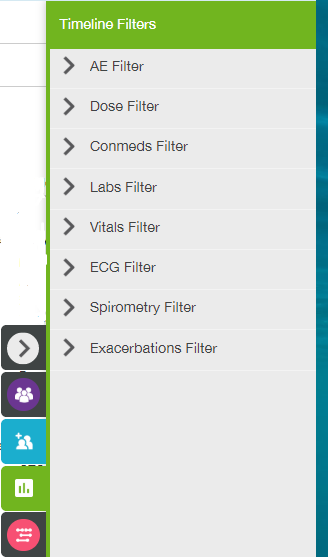 Timeline Filters
AE Filter
Dose Filter
Conmeds Filter
Labs Filter
Vitals Filter
ECG Filter
Spirometry Filter
Exacerbations Filter